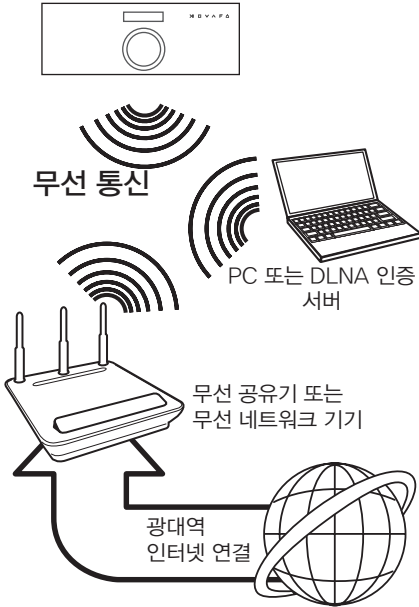 무선 통신
PC 또는 DLNA 인증
서버
무선 공유기 또는
무선 네트워크 기기
광대역
인터넷 연결